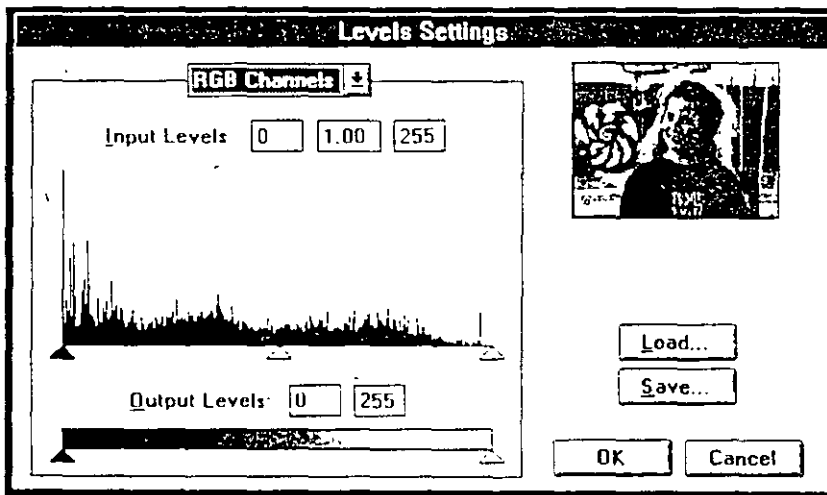 Levels Settings
RGB Channels
Input Levels 0 1.00 255
Output Levels: 0 255
Load...
Save...
OK Cancel